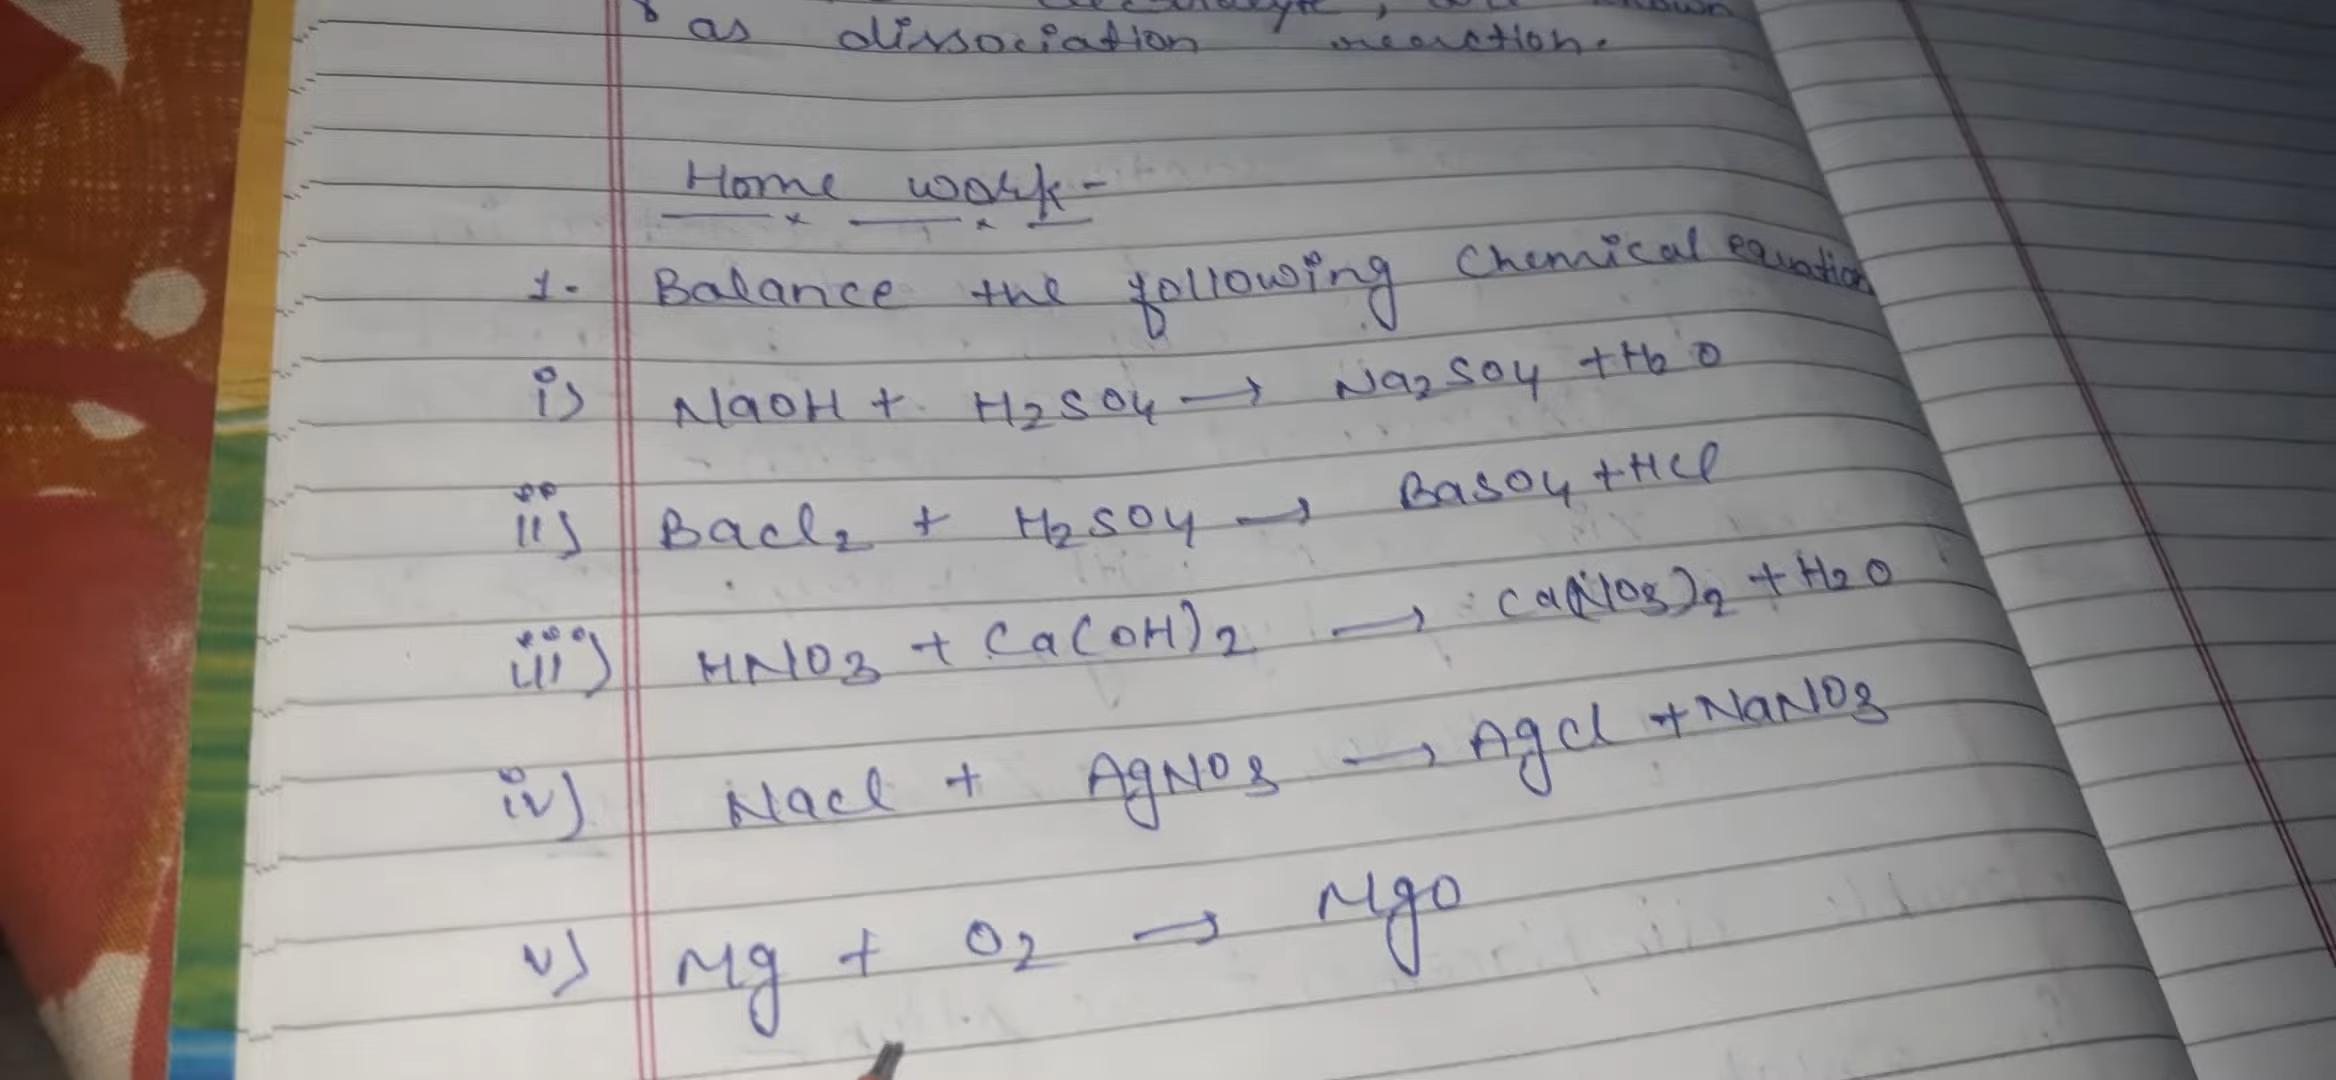 as dissociation reaction.
Home work-
1. Balance the following Chemical equation
i) NaOH + H2SO4 → Na2SO4 + H2O
ii) BaCl2 + H2SO4 → BaSO4 + HCl
iii) HNO3 + Ca(OH)2 → Ca(NO3)2 + H2O
iv) NaCl + AgNO3 → AgCl + NaNO3
v) Mg + O2 → MgO